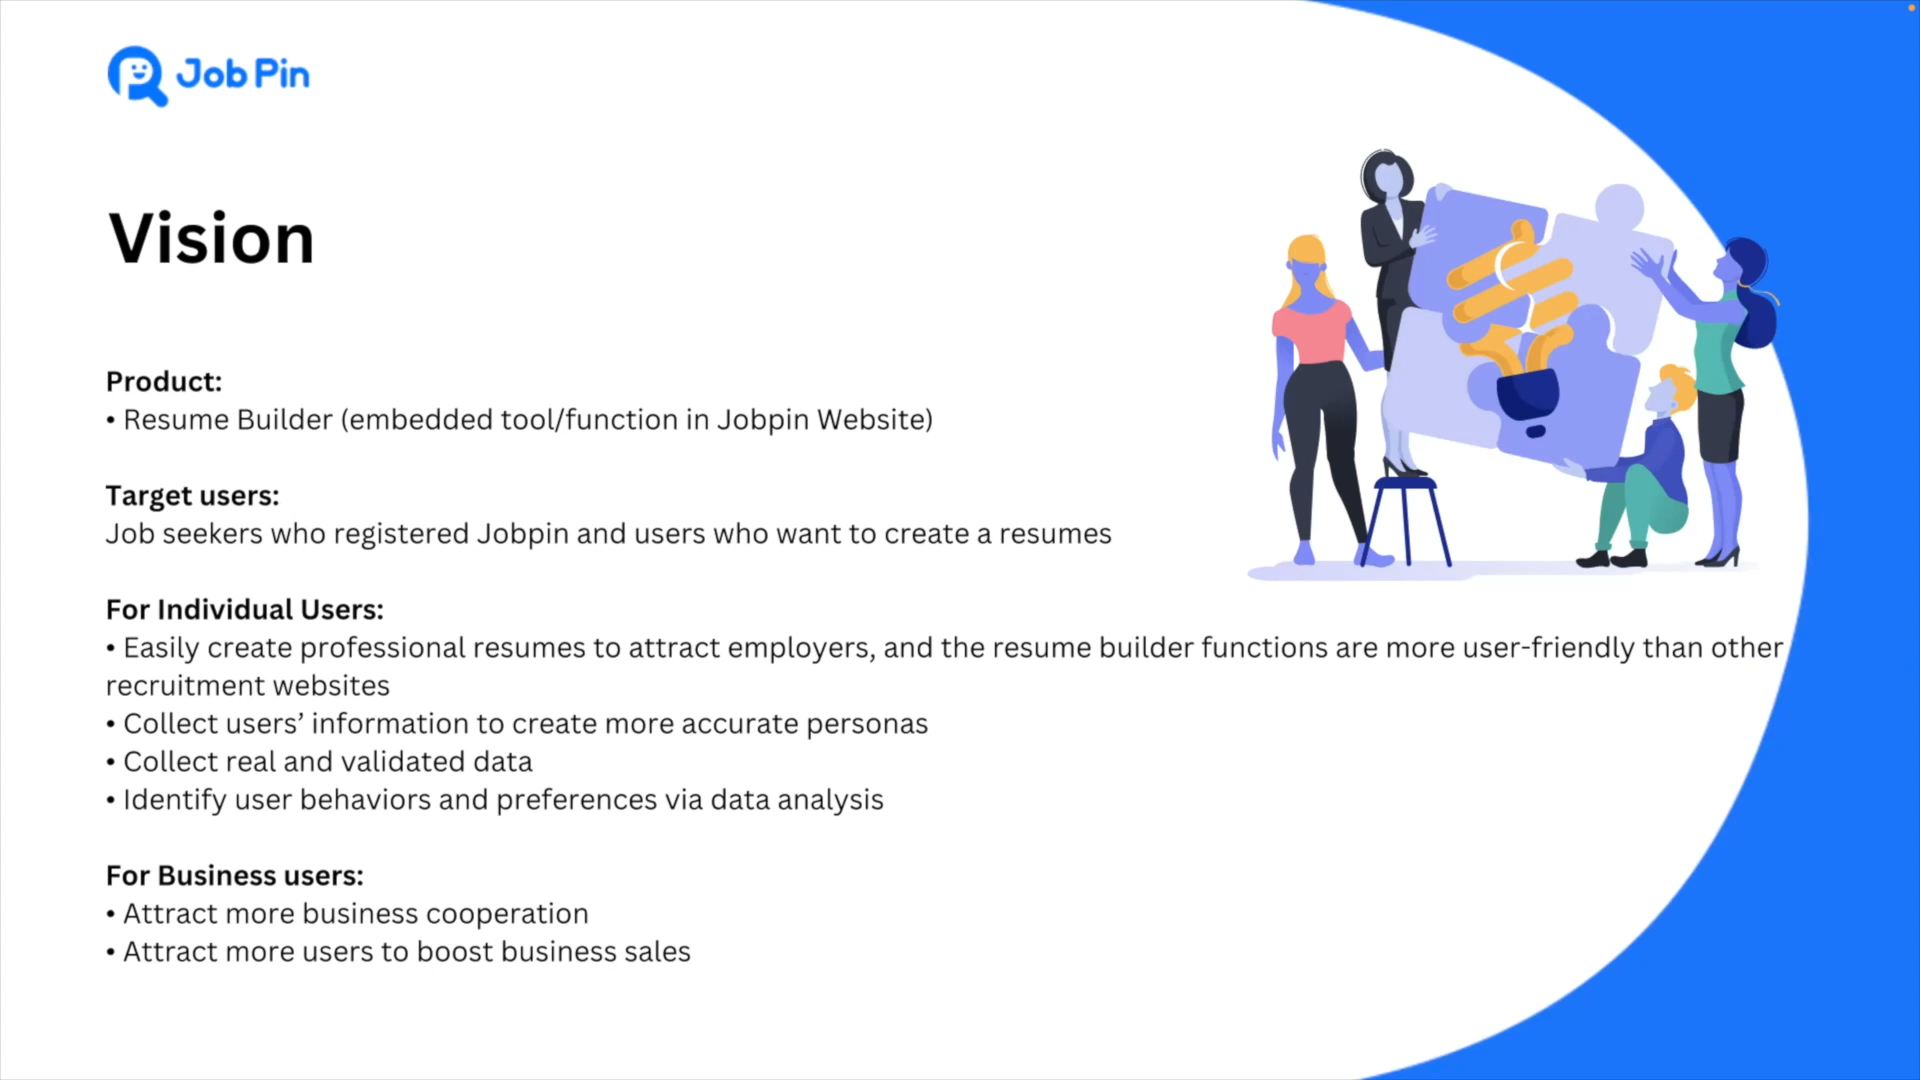 Job Pin
Vision
Product:
• Resume Builder (embedded tool/function in Jobpin Website)
Target users:
Job seekers who registered Jobpin and users who want to create a resumes
For Individual Users:
• Easily create professional resumes to attract employers, and the resume builder functions are more user-friendly than other
recruitment websites
• Collect users’ information to create more accurate personas
• Collect real and validated data
• Identify user behaviors and preferences via data analysis
For Business users:
• Attract more business cooperation
• Attract more users to boost business sales